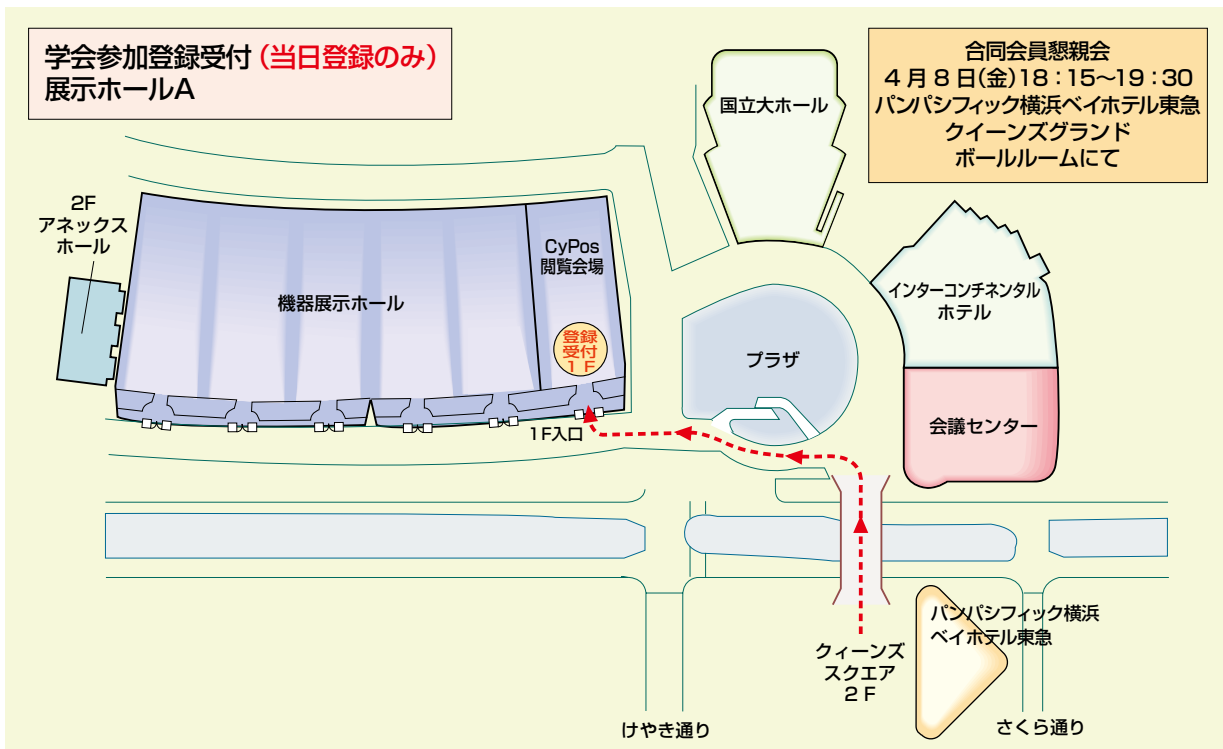 学会参加登録受付（当日登録のみ）
展示ホールA
合同会員懇親会
4月8日(金)18：15〜19：30
パンパシフィック横浜ベイホテル東急
クイーンズグランド
ボールルームにて
国立大ホール
2F
アネックス
ホール
CyPos
閲覧会場
機器展示ホール
インターコンチネンタル
ホテル
登録
受付
1F
プラザ
会議センター
1F入口
パンパシフィック横浜
ベイホテル東急
クィーンズ
スクエア
2F
けやき通り
さくら通り